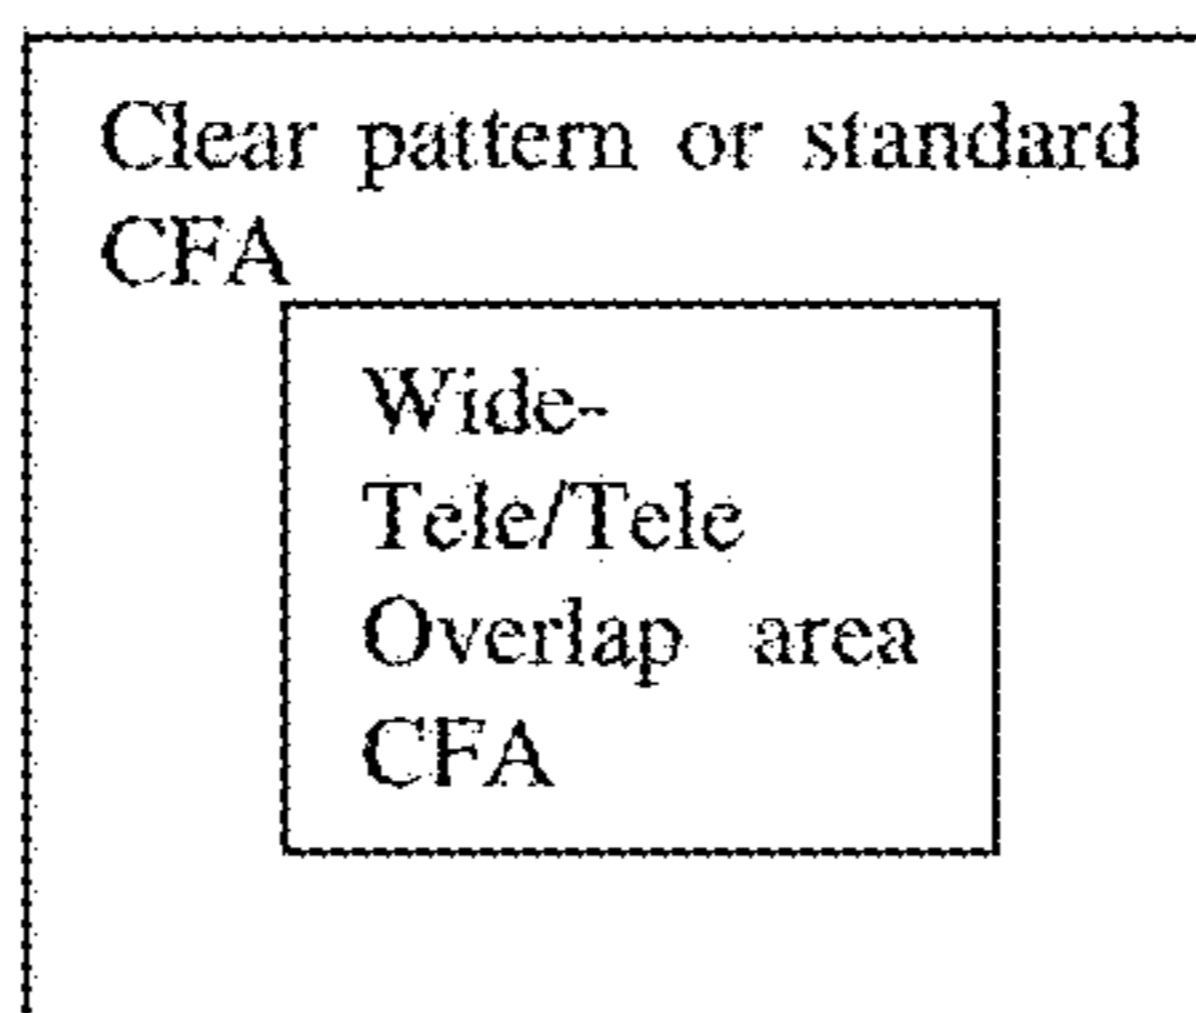 Clear pattern or standard
CFA
Wide-
Tele/Tele
Overlap area
CFA